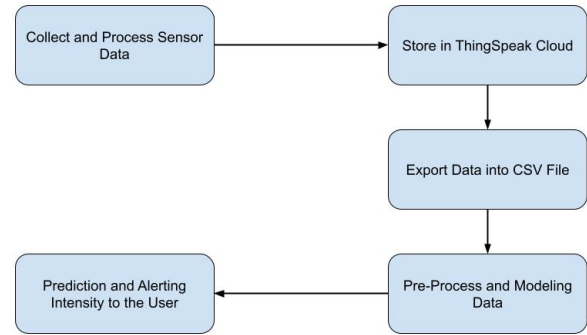 Collect and Process Sensor
Data
Store in ThingSpeak Cloud
Export Data into CSV File
Pre-Process and Modeling
Data
Prediction and Alerting
Intensity to the User